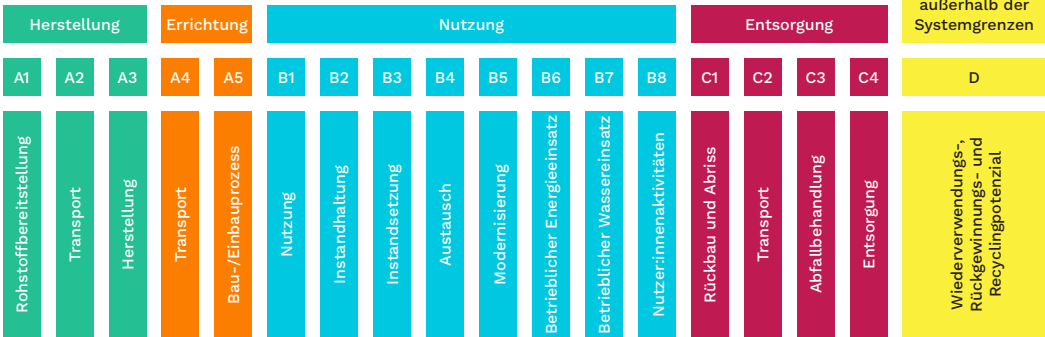 Herstellung
Errichtung
Nutzung
Entsorgung
außerhalb der
Systemgrenzen
A1
A2
A3
A4
A5
B1
B2
B3
B4
B5
B6
B7
B8
C1
C2
C3
C4
D
Rohstoffbereitstellung
Transport
Herstellung
Transport
Bau-/Einbauprozess
Nutzung
Instandhaltung
Instandsetzung
Austausch
Modernisierung
Betrieblicher Energieeinsatz
Betrieblicher Wassereinsatz
Nutzer:innenaktivitäten
Rückbau und Abriss
Transport
Abfallbehandlung
Entsorgung
Wiederverwendungs-,
Rückgewinnungs- und
Recyclingpotenzial